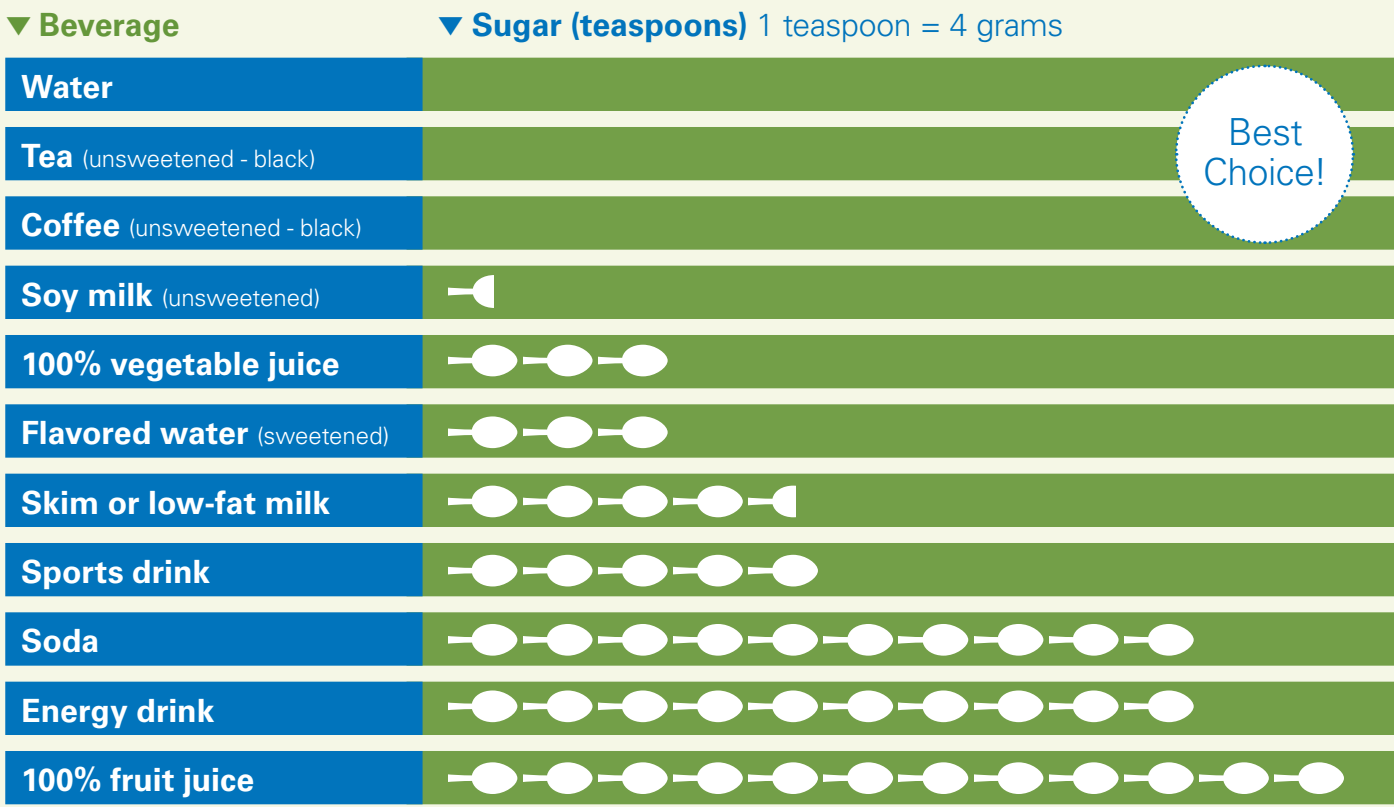 ▼ Beverage ▼ Sugar (teaspoons) 1 teaspoon = 4 grams
Water
Best
Choice!
Tea (unsweetened - black)
Coffee (unsweetened - black)
Soy milk (unsweetened)
100% vegetable juice
Flavored water (sweetened)
Skim or low-fat milk
Sports drink
Soda
Energy drink
100% fruit juice